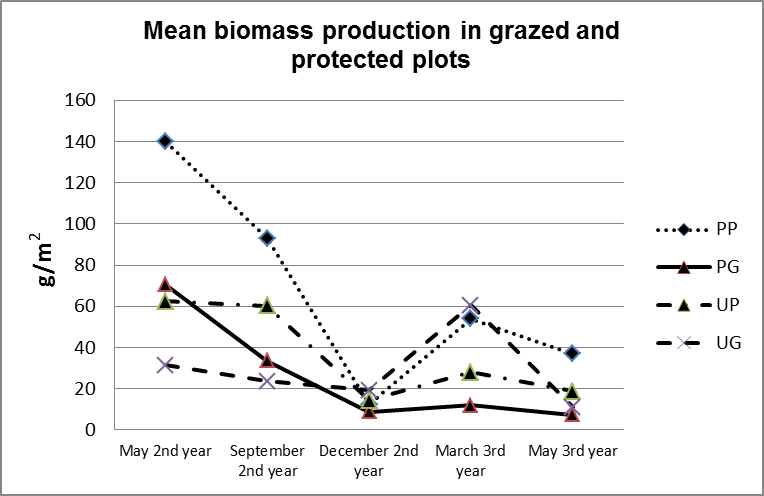 Mean biomass production in grazed and
protected plots
160
140
120
100
80
60
40
20
0
g/m²
May 2nd year
September
2nd year
December 2nd
year
March 3rd
year
May 3rd year
PP
PG
UP
UG